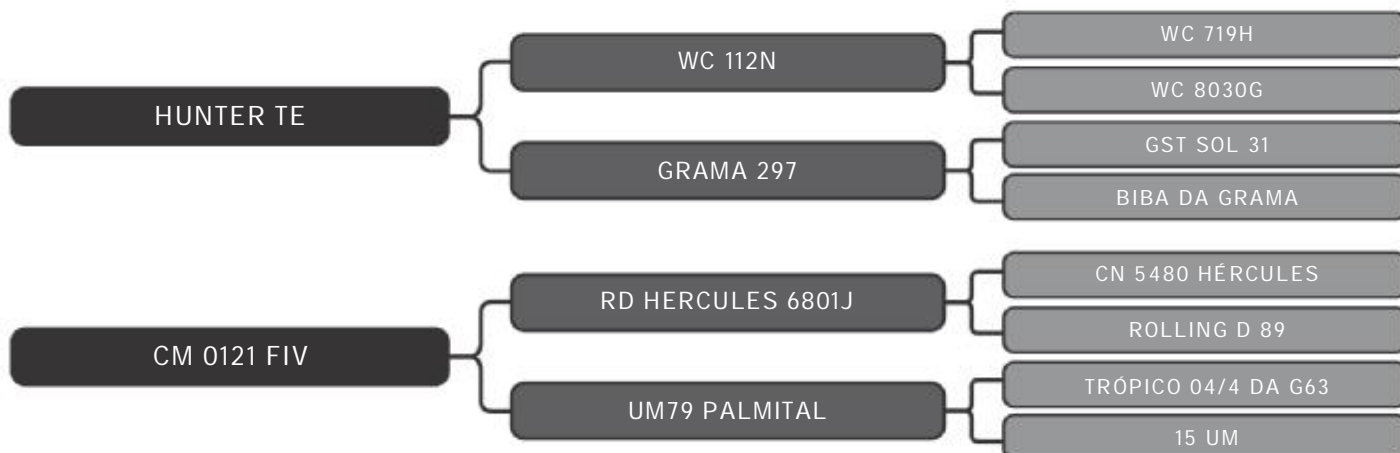 HUNTER TE
WC 112N
WC 719H
WC 8030G
GRAMA 297
GST SOL 31
BIBA DA GRAMA
CM 0121 FIV
RD HERCULES 6801J
CN 5480 HÉRCULES
ROLLING D 89
UM79 PALMITAL
TRÓPICO 04/4 DA G63
15 UM